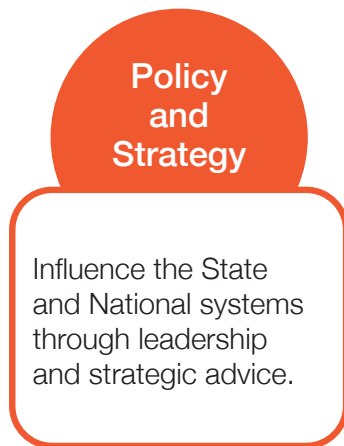 Policy
and
Strategy
Influence the State
and National systems
through leadership
and strategic advice.